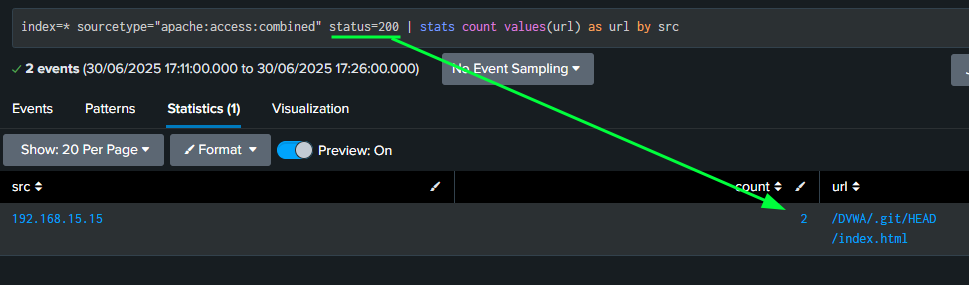 index=* sourcetype="apache:access:combined" status=200 | stats count values(url) as url by src
✓ 2 events (30/06/2025 17:11:00.000 to 30/06/2025 17:26:00.000) No Event Sampling
Events Patterns Statistics (1) Visualization
Show: 20 Per Page Format Preview: On
src count url
192.168.15.15 2 /DVWA/.git/HEAD
/index.html